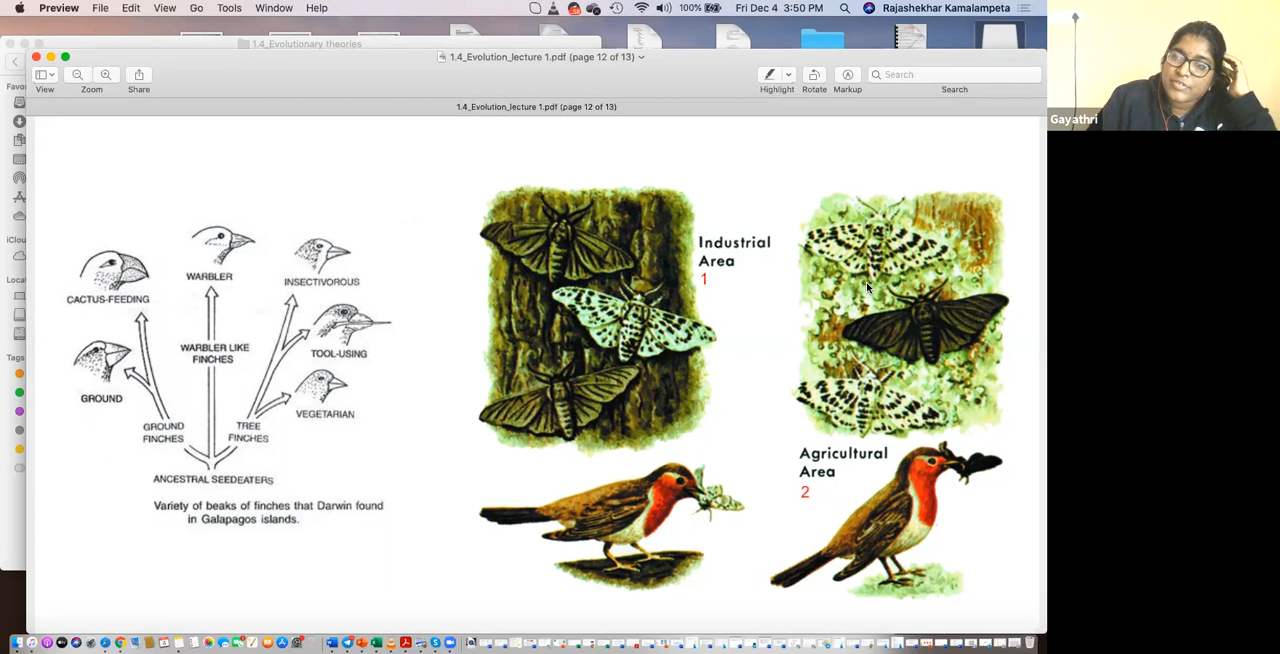 Preview File Edit View Go Tools Window Help
100% Fri Dec 4 3:50 PM Rajashekhar Kamalampeta
1.4_Evolutionary theories
1.4_Evolution_lecture 1.pdf (page 12 of 13)
View Zoom Share Highlight Rotate Markup Search
Search
1.4_Evolution_lecture 1.pdf (page 12 of 13)
Gayathri
Favor
iClou
Locat
Tags
WARBLER
CACTUS-FEEDING
INSECTIVOROUS
WARBLER LIKE
FINCHES
TOOL-USING
GROUND
VEGETARIAN
GROUND
FINCHES
TREE
FINCHES
ANCESTRAL SEEDEATERS
Variety of beaks of finches that Darwin found
in Galapagos islands.
Industrial
Area
1
Agricultural
Area
2